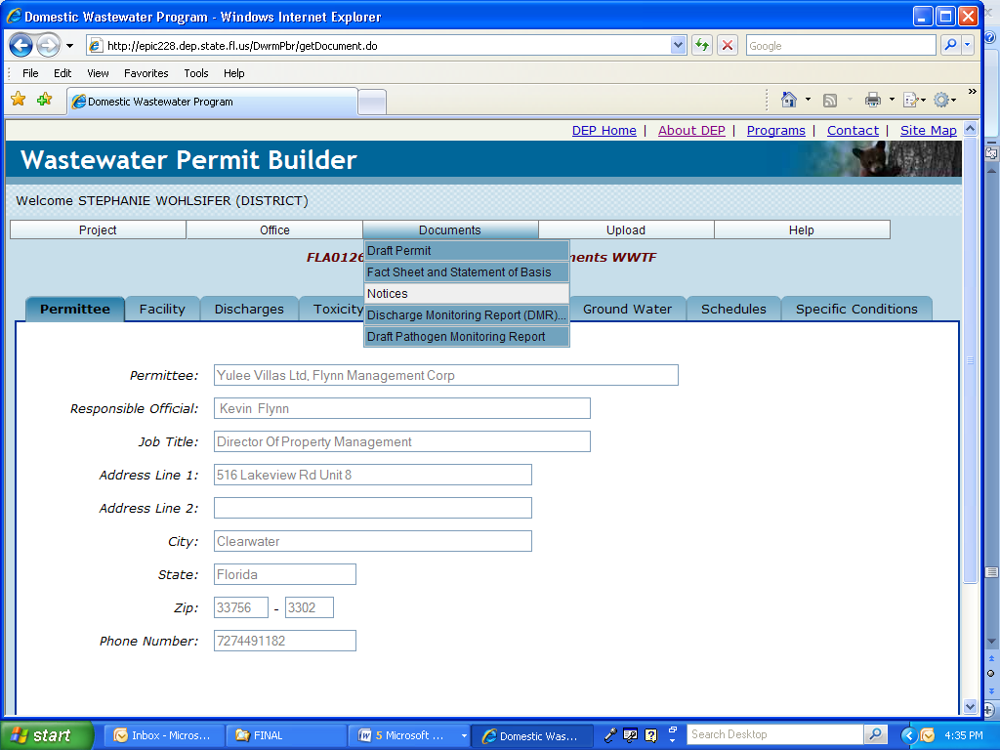 Domestic Wastewater Program - Windows Internet Explorer
http://epic228.dep.state.fl.us/DwrmPbr/getDocument.do
Google
File Edit View Favorites Tools Help
Domestic Wastewater Program
DEP Home | About DEP | Programs | Contact | Site Map
Wastewater Permit Builder
Welcome STEPHANIE WOHLSIFER (DISTRICT)
Project Office Documents Upload Help
Draft Permit
FLA0126 ments WWTF
Fact Sheet and Statement of Basis
Notices
Discharge Monitoring Report (DMR)...
Draft Pathogen Monitoring Report
Permittee Facility Discharges Toxicity Ground Water Schedules Specific Conditions
Permittee: Yulee Villas Ltd, Flynn Management Corp
Responsible Official: Kevin Flynn
Job Title: Director Of Property Management
Address Line 1: 516 Lakeview Rd Unit 8
Address Line 2:
City: Clearwater
State: Florida
Zip: 33756 - 3302
Phone Number: 7274491182
start Inbox - Micros... FINAL 5 Microsoft ... Domestic Was... Search Desktop 4:35 PM